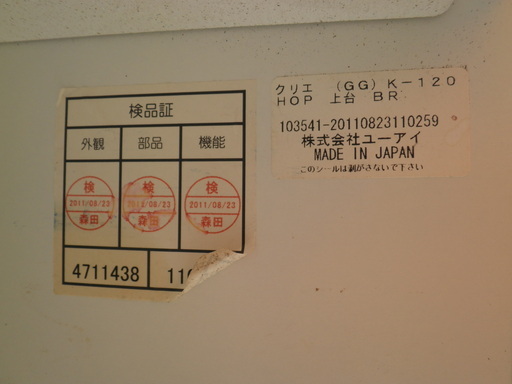 検品証
外観 部品 機能
検 検 検
2011/08/23 2011/08/23 2011/08/23
森田 森田 森田
4711438
クリエ (GG) K-120
HOP 上台 BR
103541-20110823110259
株式会社ユーアイ
MADE IN JAPAN
このシールは剥がさないで下さい